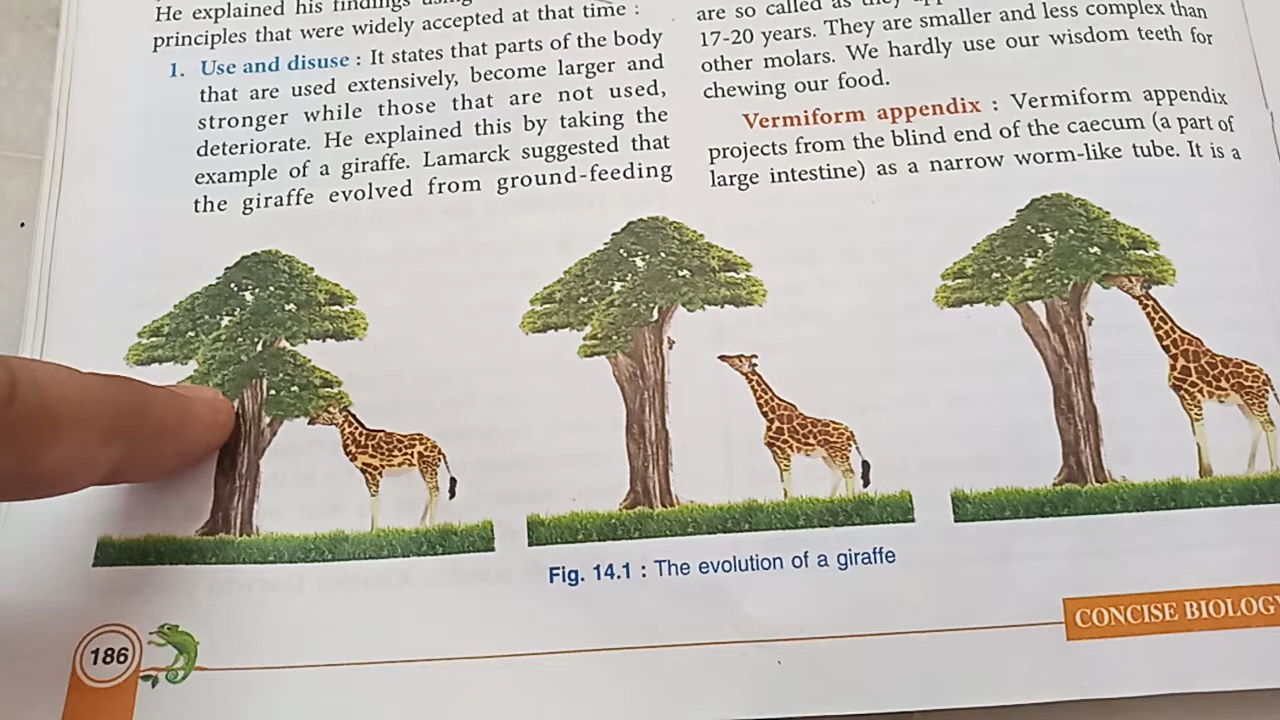 He explained his findings
principles that were widely accepted at that time :
1. Use and disuse : It states that parts of the body
that are used extensively, become larger and
stronger while those that are not used,
deteriorate. He explained this by taking the
example of a giraffe. Lamarck suggested that
the giraffe evolved from ground-feeding
are so called as they
17-20 years. They are smaller and less complex than
other molars. We hardly use our wisdom teeth for
chewing our food.
Vermiform appendix : Vermiform appendix
projects from the blind end of the caecum (a part of
large intestine) as a narrow worm-like tube. It is a
Fig. 14.1 : The evolution of a giraffe
186
CONCISE BIOLOGY